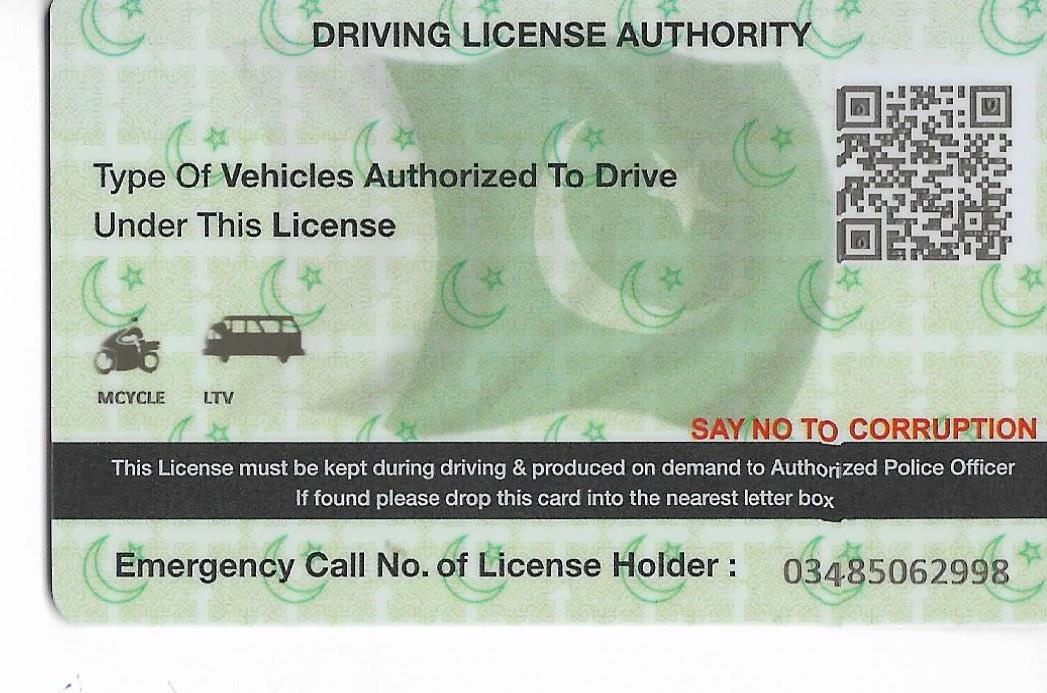 DRIVING LICENSE AUTHORITY
Type Of Vehicles Authorized To Drive
Under This License
MCYCLE LTV
SAY NO TO CORRUPTION
This License must be kept during driving & produced on demand to Authorized Police Officer
If found please drop this card into the nearest letter box
Emergency Call No. of License Holder : 03485062998